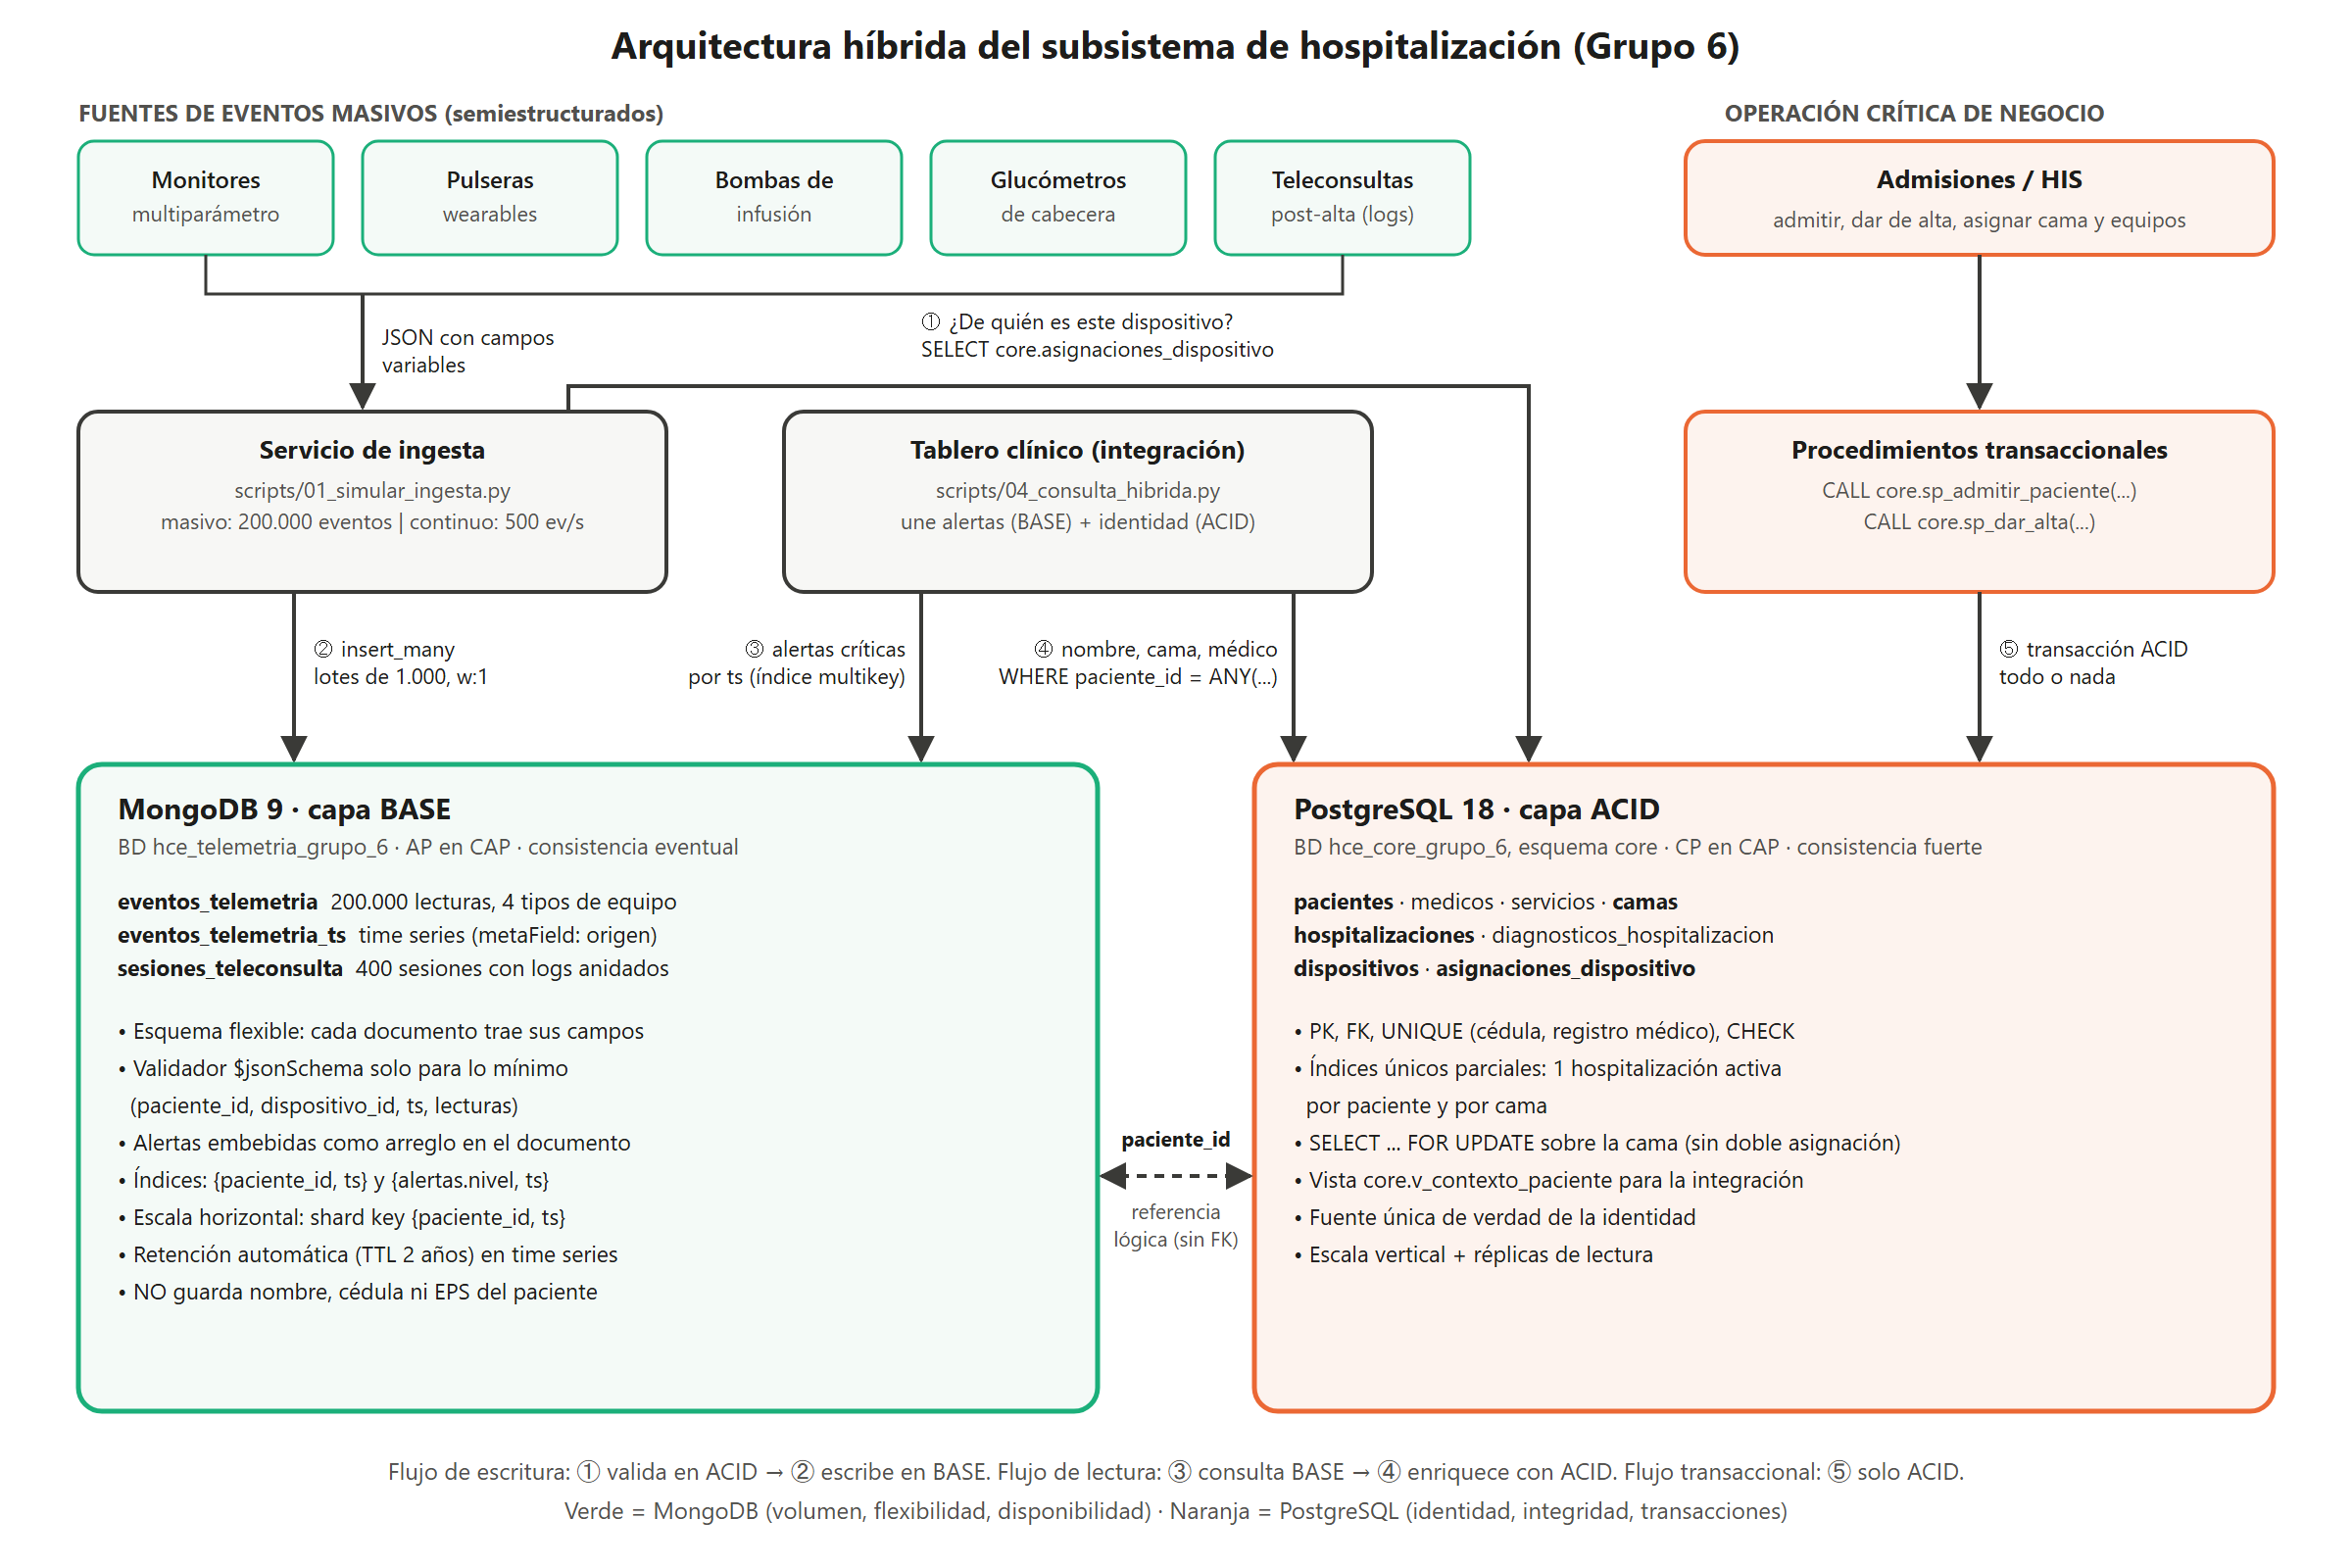 Arquitectura híbrida del subsistema de hospitalización (Grupo 6)
FUENTES DE EVENTOS MASIVOS (semiestructurados)
OPERACIÓN CRÍTICA DE NEGOCIO
Monitores
multiparámetro
Pulseras
wearables
Bombas de
infusión
Glucómetros
de cabecera
Teleconsultas
post-alta (logs)
Admisiones / HIS
admitir, dar de alta, asignar cama y equipos
JSON con campos
variables
① ¿De quién es este dispositivo?
SELECT core.asignaciones_dispositivo
Servicio de ingesta
scripts/01_simular_ingesta.py
masivo: 200.000 eventos | continuo: 500 ev/s
Tablero clínico (integración)
scripts/04_consulta_hibrida.py
une alertas (BASE) + identidad (ACID)
Procedimientos transaccionales
CALL core.sp_admitir_paciente(...)
CALL core.sp_dar_alta(...)
② insert_many
lotes de 1.000, w:1
③ alertas críticas
por ts (índice multikey)
④ nombre, cama, médico
WHERE paciente_id = ANY(...)
⑤ transacción ACID
todo o nada
MongoDB 9 · capa BASE
BD hce_telemetria_grupo_6 · AP en CAP · consistencia eventual
eventos_telemetria 200.000 lecturas, 4 tipos de equipo
eventos_telemetria_ts time series (metaField: origen)
sesiones_teleconsulta 400 sesiones con logs anidados
• Esquema flexible: cada documento trae sus campos
• Validador $jsonSchema solo para lo mínimo
(paciente_id, dispositivo_id, ts, lecturas)
• Alertas embebidas como arreglo en el documento
• Índices: {paciente_id, ts} y {alertas.nivel, ts}
• Escala horizontal: shard key {paciente_id, ts}
• Retención automática (TTL 2 años) en time series
• NO guarda nombre, cédula ni EPS del paciente
paciente_id
referencia
lógica (sin FK)
PostgreSQL 18 · capa ACID
BD hce_core_grupo_6, esquema core · CP en CAP · consistencia fuerte
pacientes · medicos · servicios · camas
hospitalizaciones · diagnosticos_hospitalizacion
dispositivos · asignaciones_dispositivo
• PK, FK, UNIQUE (cédula, registro médico), CHECK
• Índices únicos parciales: 1 hospitalización activa
por paciente y por cama
• SELECT ... FOR UPDATE sobre la cama (sin doble asignación)
• Vista core.v_contexto_paciente para la integración
• Fuente única de verdad de la identidad
• Escala vertical + réplicas de lectura
Flujo de escritura: ① valida en ACID → ② escribe en BASE. Flujo de lectura: ③ consulta BASE → ④ enriquece con ACID. Flujo transaccional: ⑤ solo ACID.
Verde = MongoDB (volumen, flexibilidad, disponibilidad) · Naranja = PostgreSQL (identidad, integridad, transacciones)